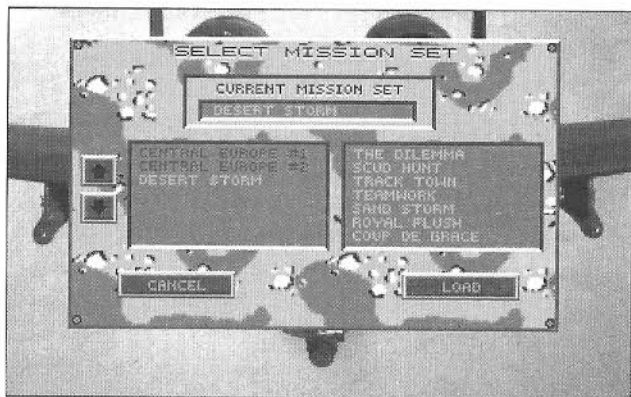 SELECT MISSION SET
CURRENT MISSION SET
DESERT STORM
CENTRAL EUROPE #1
CENTRAL EUROPE #2
DESERT STORM
THE DILEMMA
SCUD HUNT
TRACK TOWN
TEAMWORK
SAND STORM
ROYAL FLUSH
COUP DE GRACE
CANCEL
LOAD